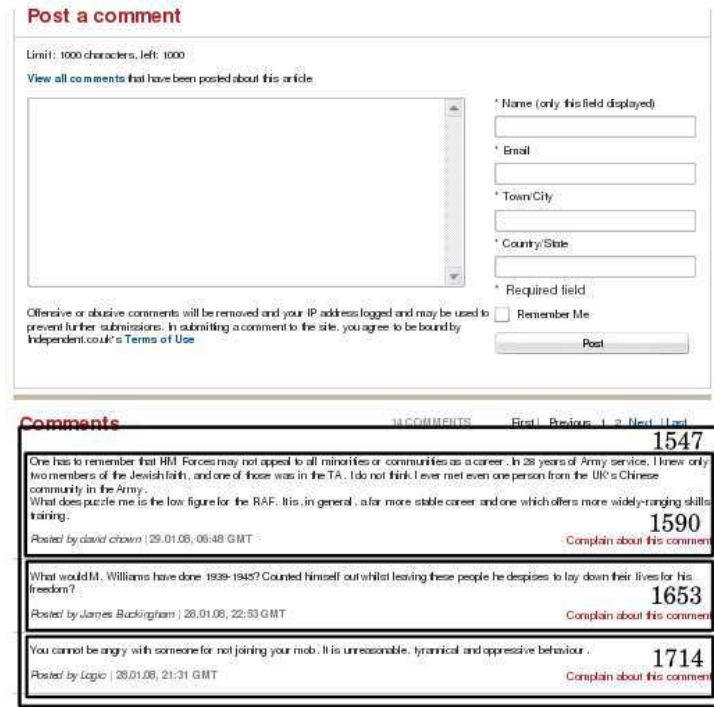 Post a comment
Limit: 1000 characters, left: 1000
View all comments that have been posted about this article
* Name (only this field displayed)
* Email
* Town/City
* Country/State
* Required field
Remember Me
Post
Offensive or abusive comments will be removed and your IP address logged and may be used to
prevent further submissions. In submitting a comment to the site, you agree to be bound by
Independent.co.uk's Terms of Use
Comments
14 COMMENTS
First | Previous 1 2 Next | Last
1547
One has to remember that HM Forces may not appeal to all minorities or communities as a career. In 28 years of Army service, I knew only
two members of the Jewish faith, and one of those was in the TA. I do not think I ever met even one person from the UK's Chinese
community in the Army.
What does puzzle me is the low figure for the RAF. It is, in general, a far more stable career and one which offers more widely-ranging skills
training.
1590
Posted by david chown | 29.01.08, 06:48 GMT
Complain about this comment
What would M. Williams have done 1939-1945? Counted himself out whilst leaving these people he despises to lay down their lives for his
freedom?
1653
Posted by James Buckingham | 28.01.08, 22:53 GMT
Complain about this comment
You cannot be angry with someone for not joining your mob. It is unreasonable, tyrannical and oppressive behaviour.
1714
Posted by Logic | 28.01.08, 21:31 GMT
Complain about this comment